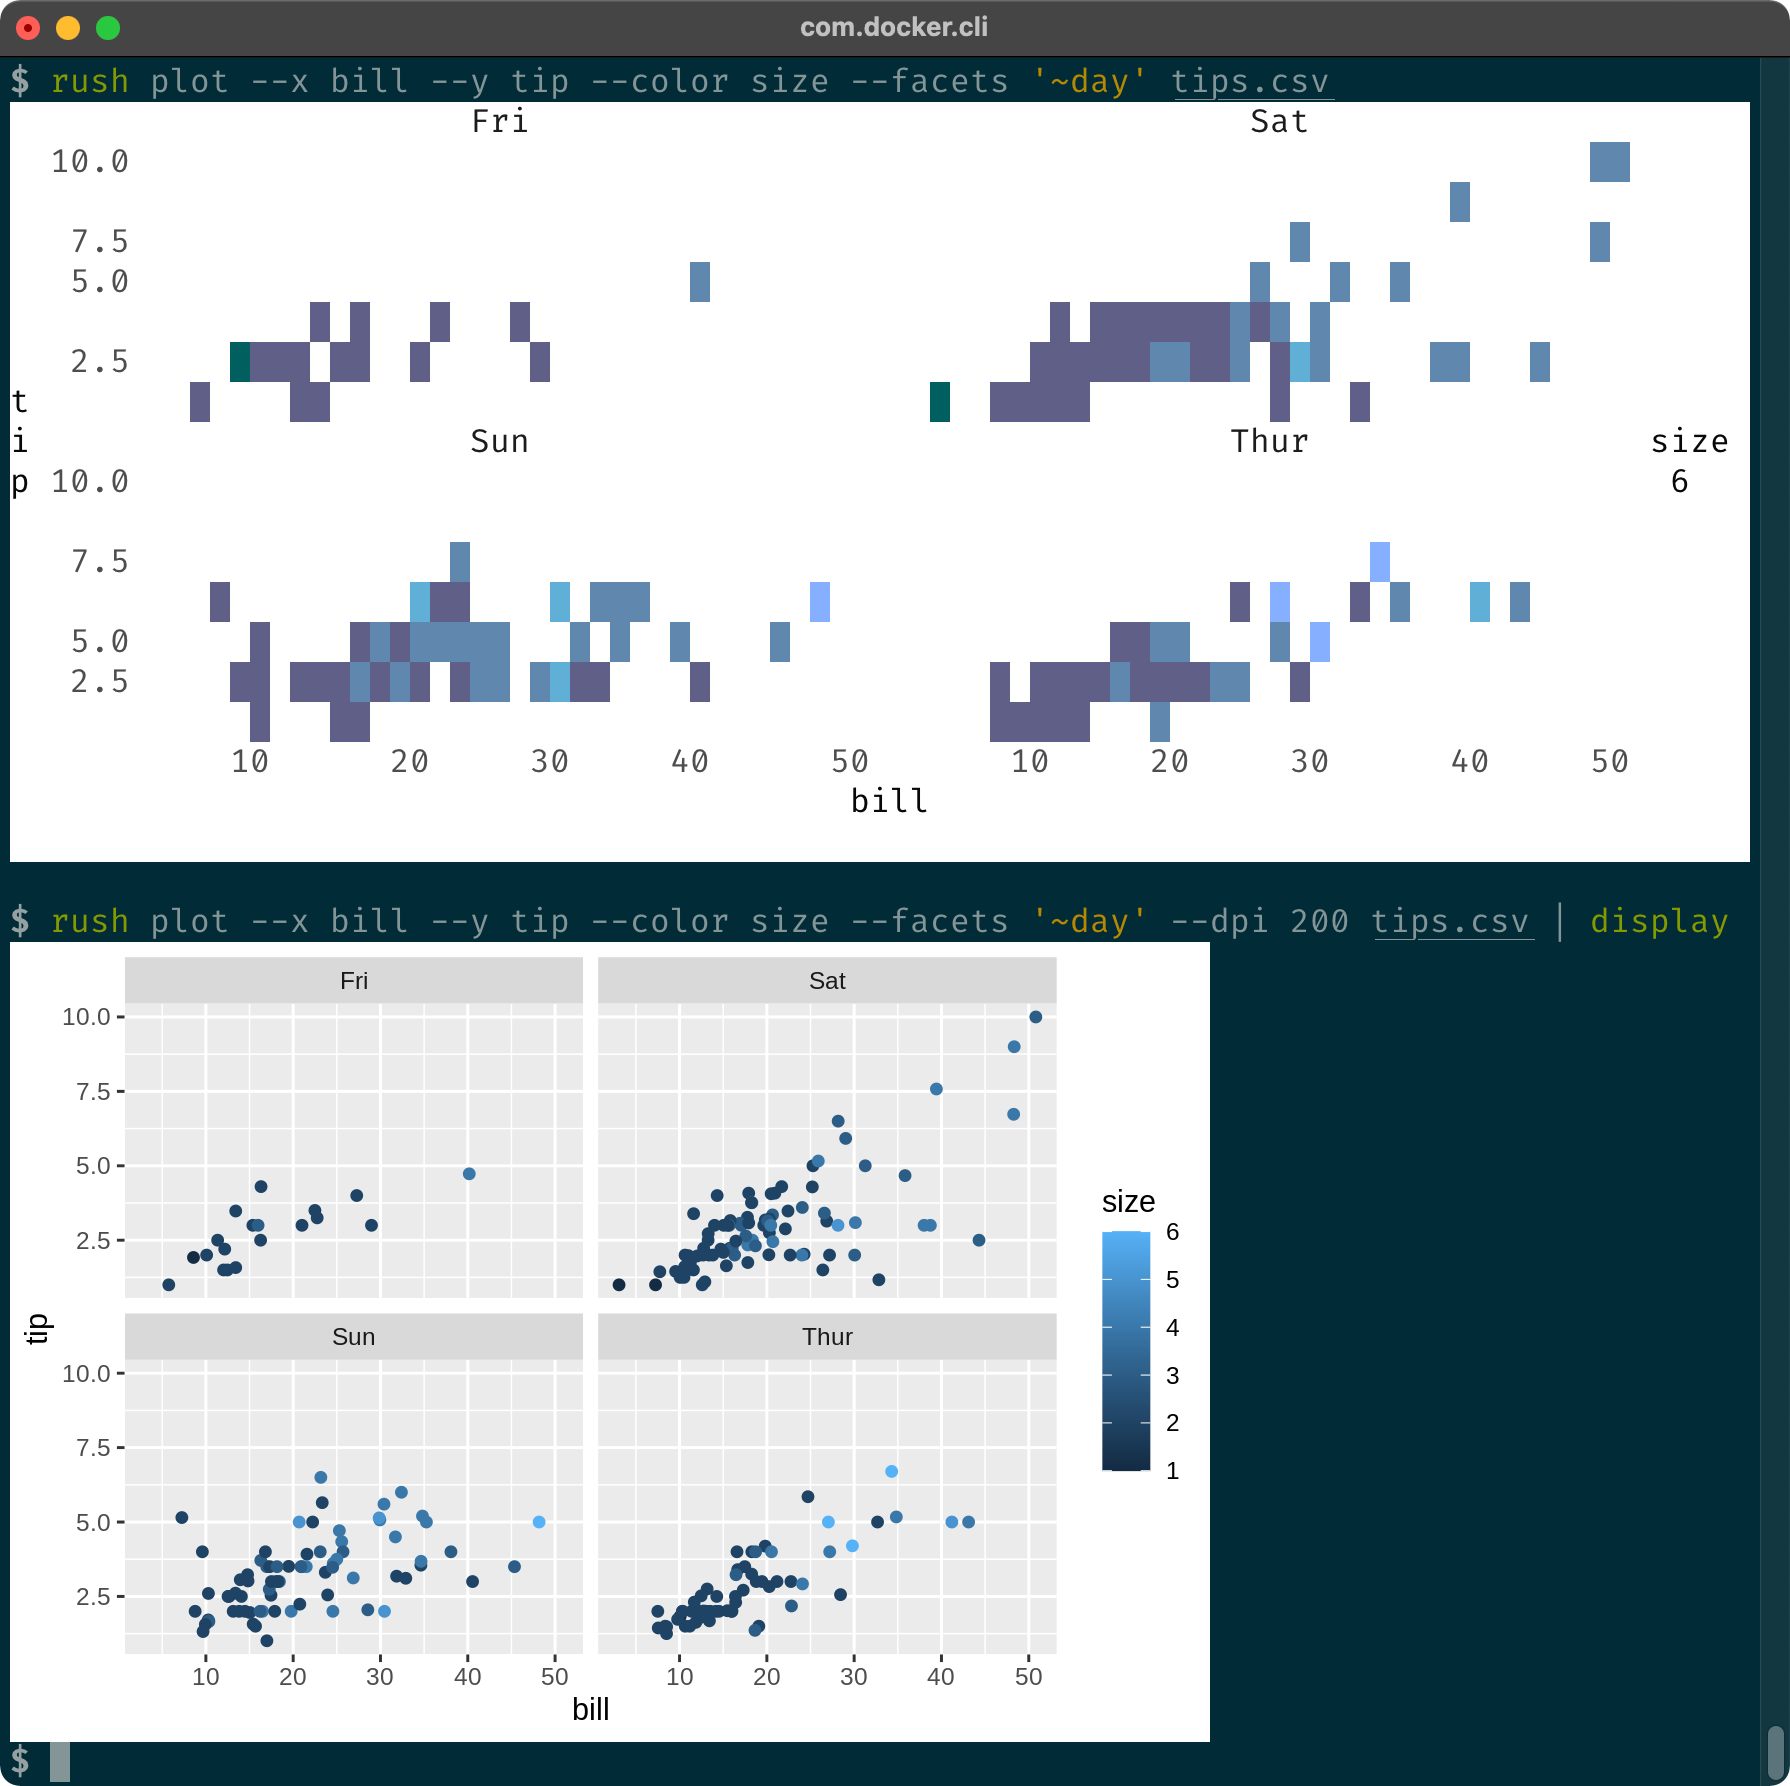 com.docker.cli
$ rush plot --x bill --y tip --color size --facets '~day' tips.csv
Fri Sat
10.0
7.5
5.0
2.5
tip
Sun Thur size
10.0 6
7.5
5.0
2.5
10 20 30 40 50 10 20 30 40 50
bill
$ rush plot --x bill --y tip --color size --facets '~day' --dpi 200 tips.csv | display
Fri Sat
10.0
7.5
5.0
2.5
size
6
5
4
3
2
1
tip
Sun Thur
10.0
7.5
5.0
2.5
10 20 30 40 50 10 20 30 40 50
bill
$